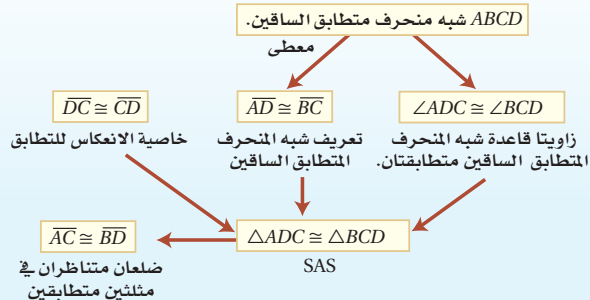 ABCD شبه منحرف متطابق الساقين.
معطى
∠ADC ≅ ∠BCD
زاويتا قاعدة شبه المنحرف
المتطابق الساقين متطابقتان.
AD ≅ BC
تعريف شبه المنحرف
المتطابق الساقين
DC ≅ CD
خاصية الانعكاس للتطابق
△ADC ≅ △BCD
SAS
AC ≅ BD
ضلعان متناظران في
مثلثين متطابقين